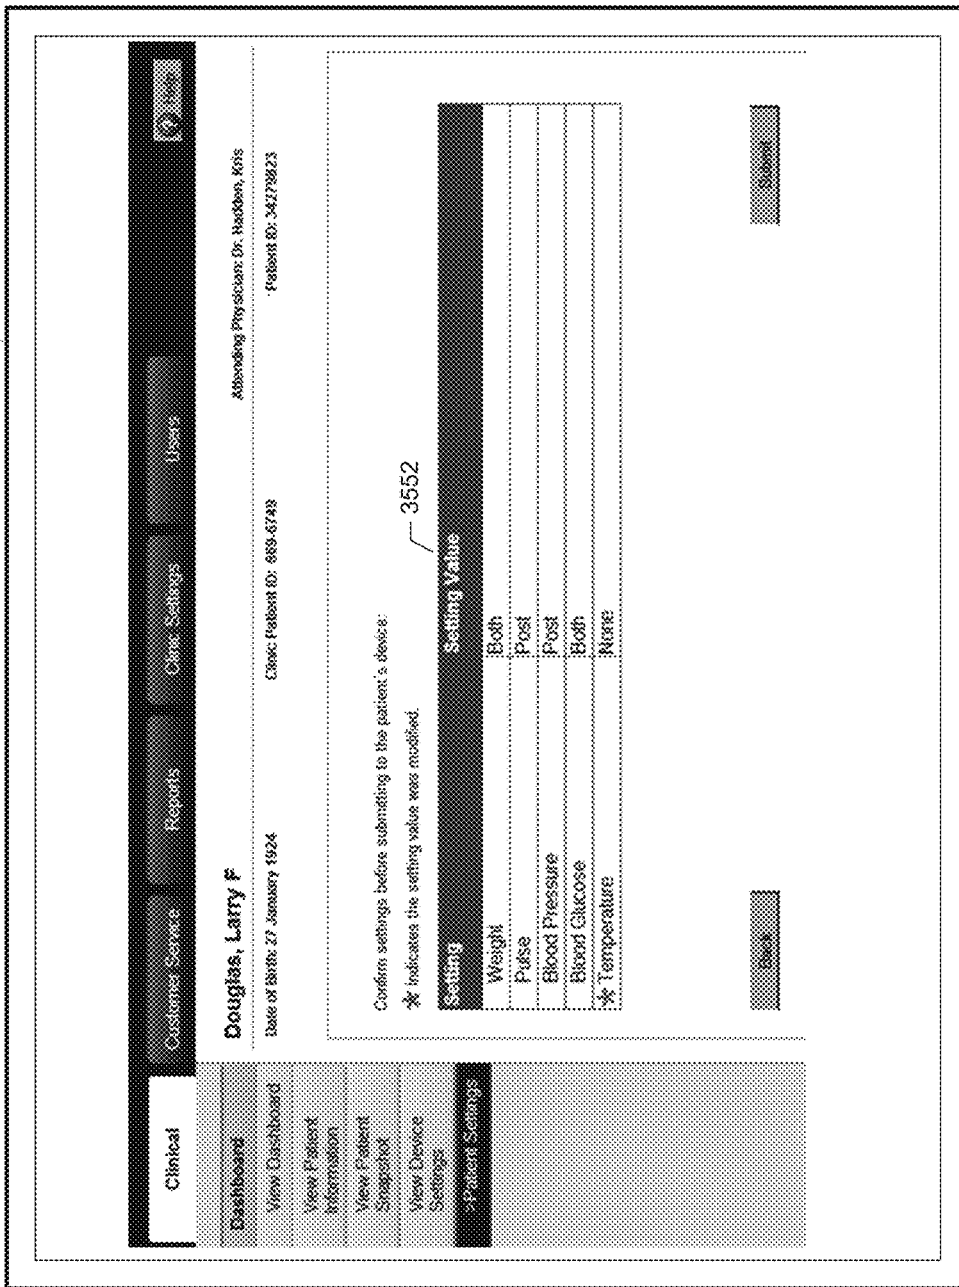 Clinical Customer Service Reports Clinic Settings Users Help
Douglas, Larry F Attending Physician: Dr. Hadden, Kris
Date of Birth: 27 January 1924 Clinic Patient ID: 669-6749 Patient ID: 34279823
Dashboard
View Dashboard
View Patient
Information
View Patient
Snapshot
View Device
Settings
>Patient Settings
Confirm settings before submitting to the patient's device:
* Indicates the setting value was modified.
3552
Setting Setting Value
Weight Both
Pulse Post
Blood Pressure Post
Blood Glucose Both
* Temperature None
Back Submit